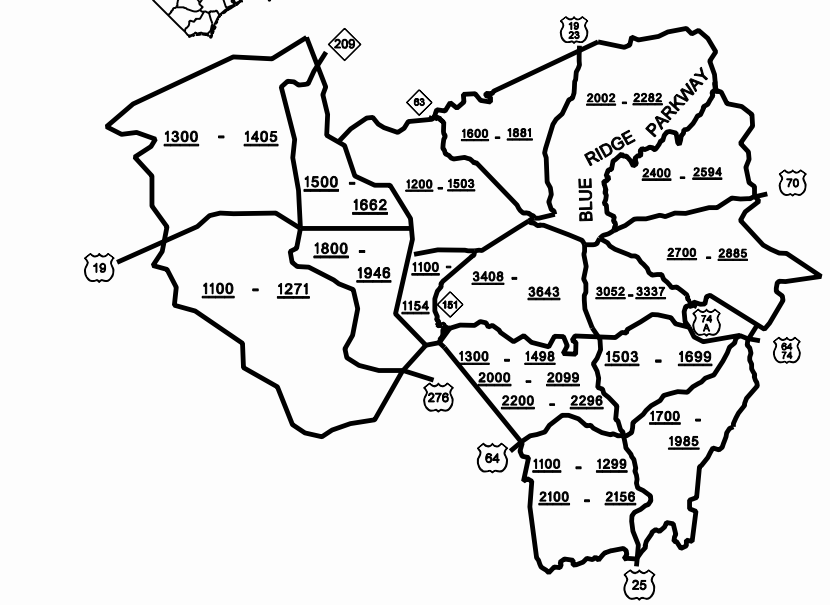 19
23
209
63
2002 - 2282
BLUE RIDGE PARKWAY
1300 - 1405
1600 - 1881
2400 - 2594
1500 -
1662
1200 - 1503
70
1800 -
1946
2700 - 2885
19
1100 -
1154
3408 -
3643
1100 - 1271
3052 - 3337
151
74
A
64
74
1300 - 1498
2000 - 2099
2200 - 2296
1503 - 1699
276
1700 -
1985
64
1100 - 1299
2100 - 2156
25